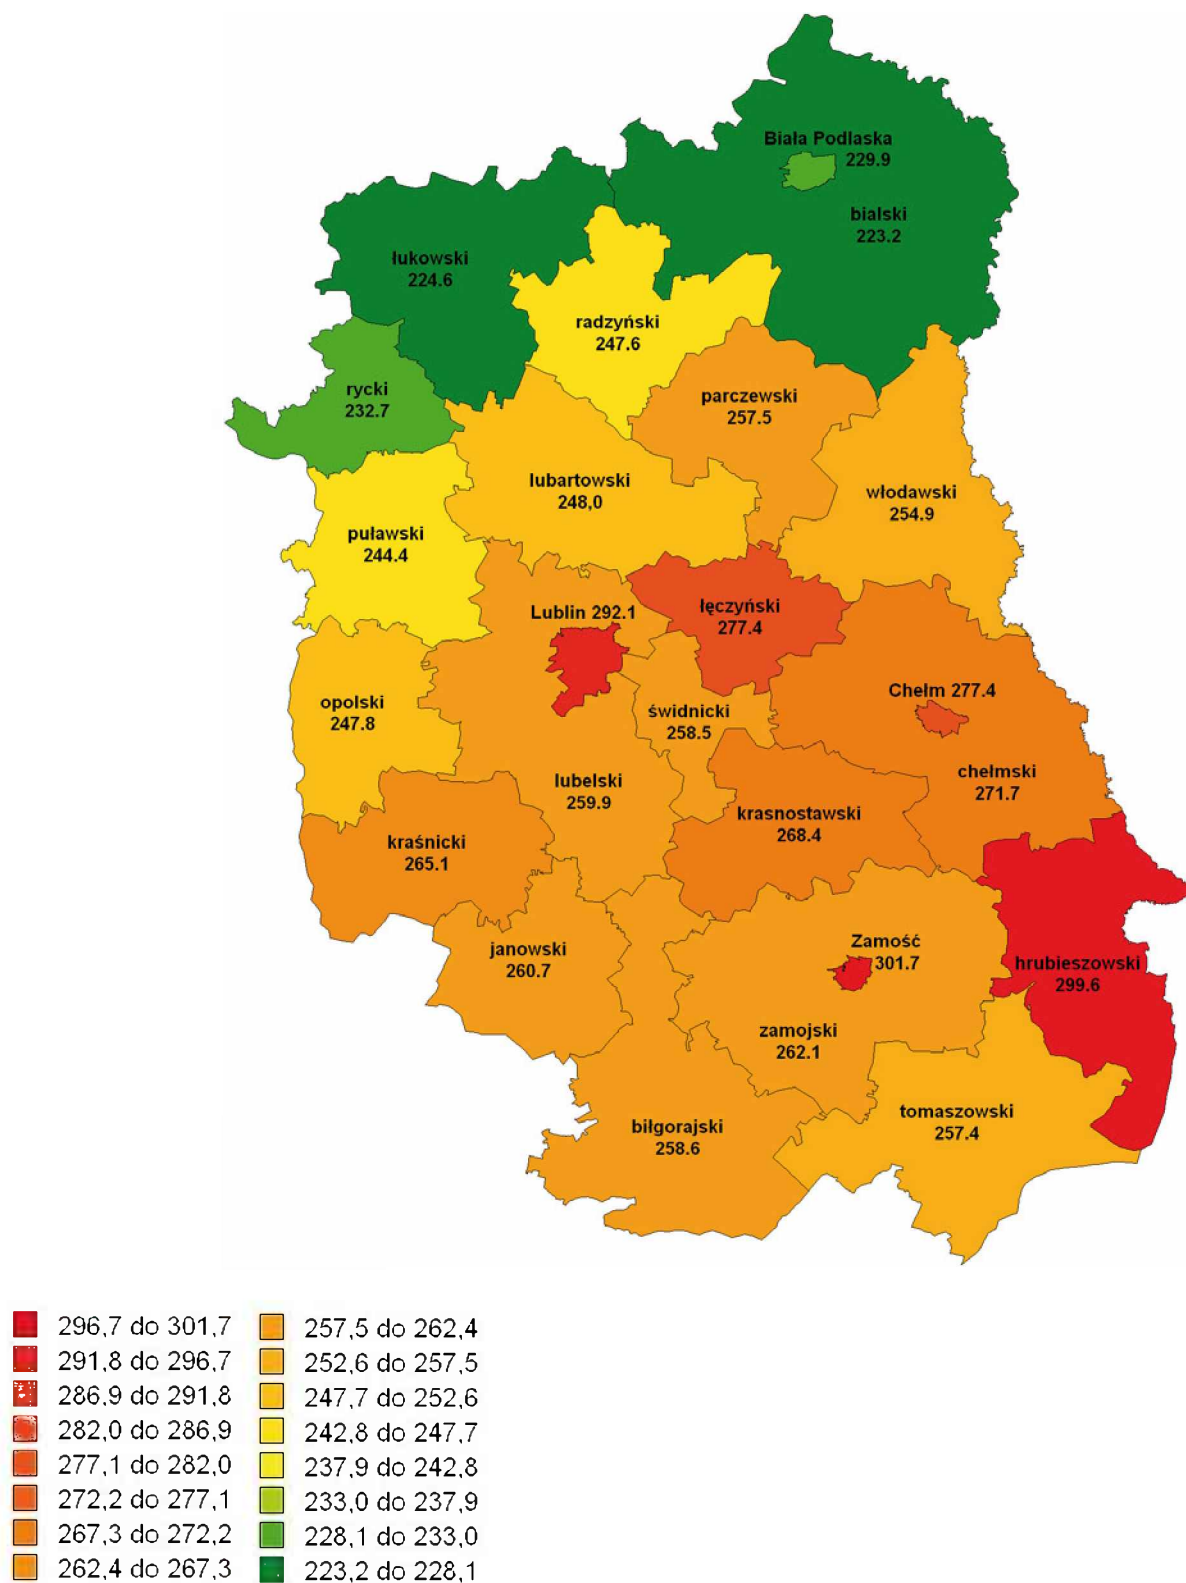 Biała Podlaska
229.9
bialski
223.2
łukowski
224.6
radzyński
247.6
rycki
232.7
parczewski
257.5
lubartowski
248,0
włodawski
254.9
puławski
244.4
łęczyński
277.4
Lublin 292.1
opolski
247.8
świdnicki
258.5
Chełm 277.4
chełmski
271.7
lubelski
259.9
krasnostawski
268.4
kraśnicki
265.1
janowski
260.7
Zamość
301.7
hrubieszowski
299.6
zamojski
262.1
tomaszowski
257.4
biłgorajski
258.6
296,7 do 301,7
291,8 do 296,7
286,9 do 291,8
282,0 do 286,9
277,1 do 282,0
272,2 do 277,1
267,3 do 272,2
262,4 do 267,3
257,5 do 262,4
252,6 do 257,5
247,7 do 252,6
242,8 do 247,7
237,9 do 242,8
233,0 do 237,9
228,1 do 233,0
223,2 do 228,1